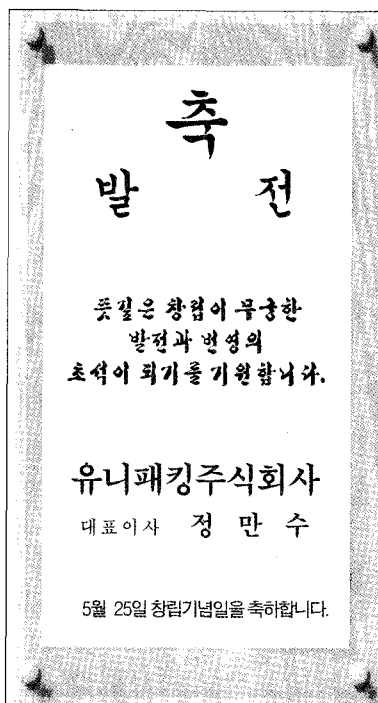 축
발 전
뜻깊은 창립이 무궁한
발전과 번영의
초석이 되기를 기원합니다.
유니패킹주식회사
대표이사 정 만 수
5월 25일 창립기념일을 축하합니다.